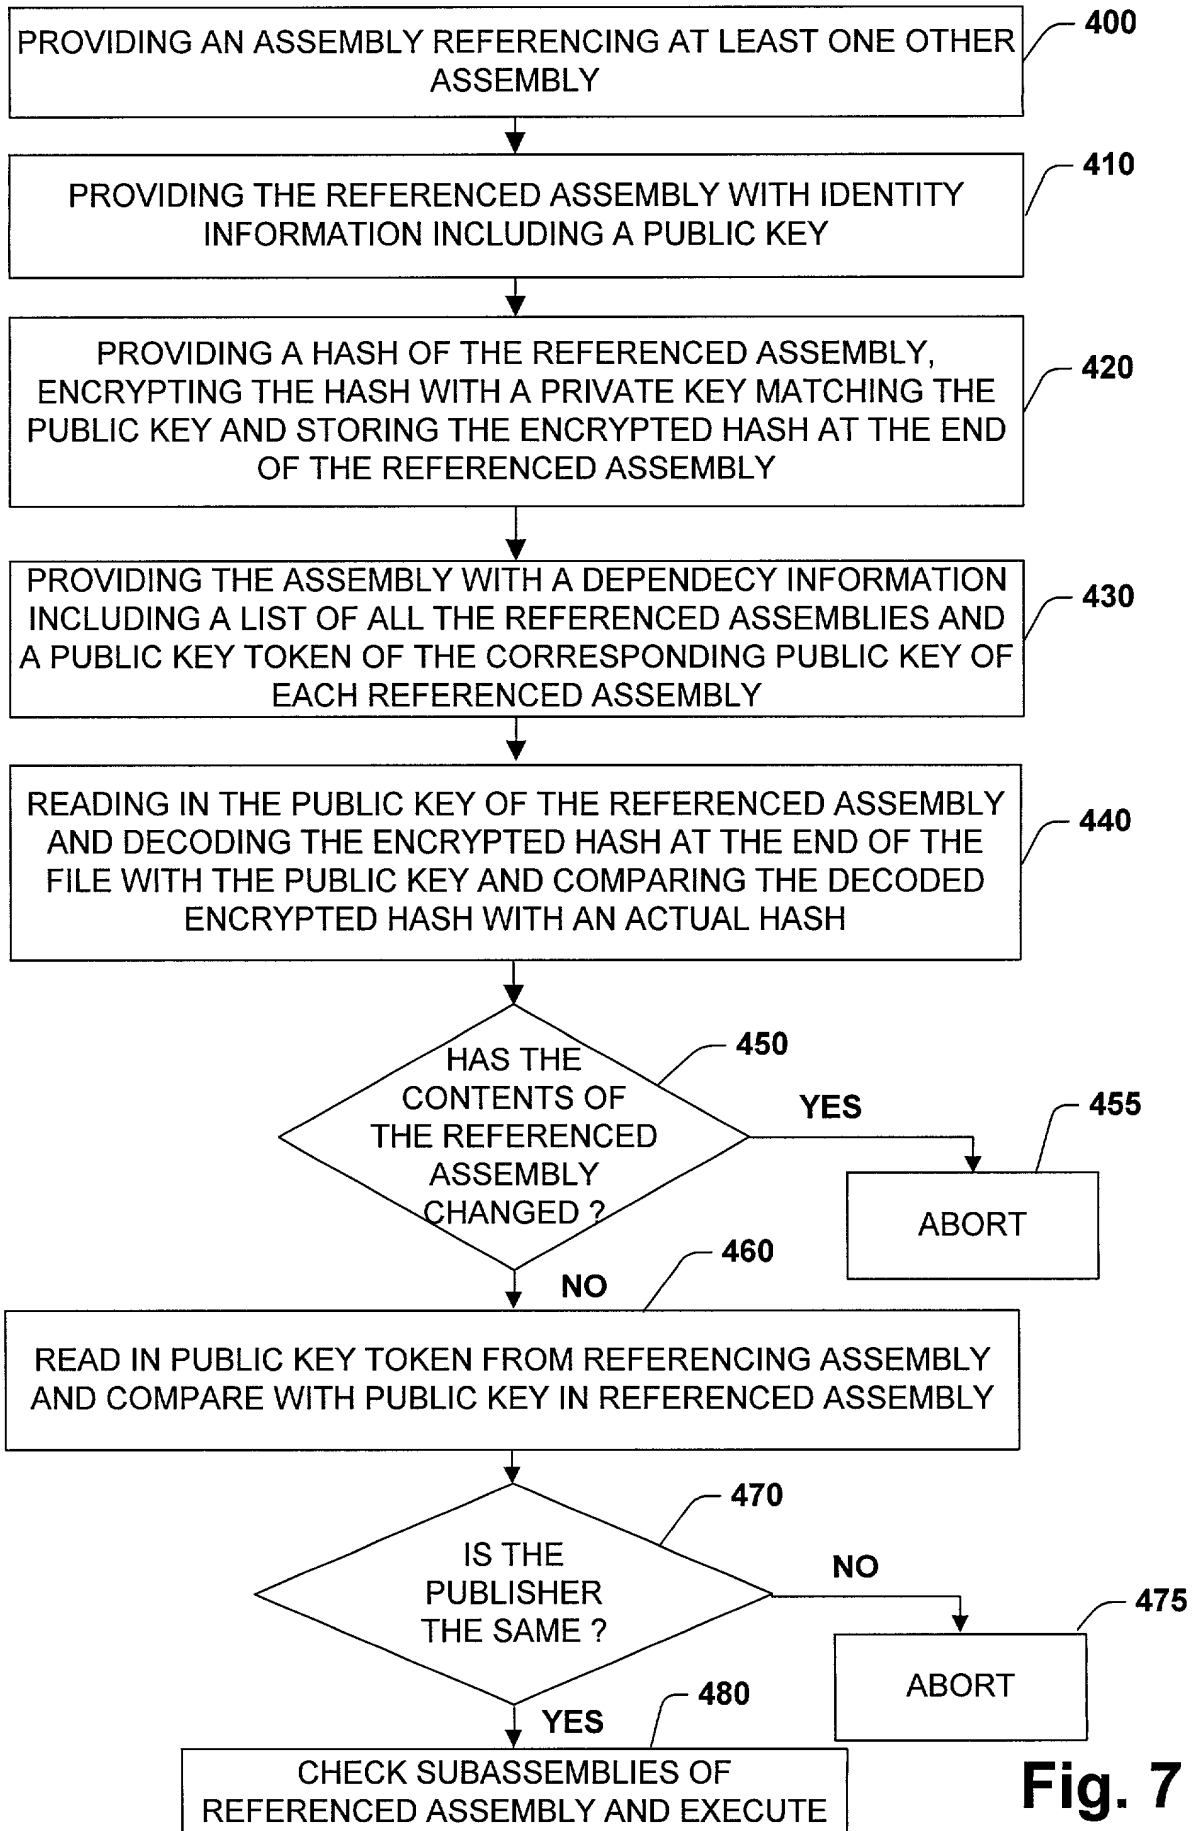 PROVIDING AN ASSEMBLY REFERENCING AT LEAST ONE OTHER
ASSEMBLY
400
PROVIDING THE REFERENCED ASSEMBLY WITH IDENTITY
INFORMATION INCLUDING A PUBLIC KEY
410
PROVIDING A HASH OF THE REFERENCED ASSEMBLY,
ENCRYPTING THE HASH WITH A PRIVATE KEY MATCHING THE
PUBLIC KEY AND STORING THE ENCRYPTED HASH AT THE END
OF THE REFERENCED ASSEMBLY
420
PROVIDING THE ASSEMBLY WITH A DEPENDECY INFORMATION
INCLUDING A LIST OF ALL THE REFERENCED ASSEMBLIES AND
A PUBLIC KEY TOKEN OF THE CORRESPONDING PUBLIC KEY OF
EACH REFERENCED ASSEMBLY
430
READING IN THE PUBLIC KEY OF THE REFERENCED ASSEMBLY
AND DECODING THE ENCRYPTED HASH AT THE END OF THE
FILE WITH THE PUBLIC KEY AND COMPARING THE DECODED
ENCRYPTED HASH WITH AN ACTUAL HASH
440
HAS THE
CONTENTS OF
THE REFERENCED
ASSEMBLY
CHANGED ?
450
YES
455
ABORT
NO
460
READ IN PUBLIC KEY TOKEN FROM REFERENCING ASSEMBLY
AND COMPARE WITH PUBLIC KEY IN REFERENCED ASSEMBLY
IS THE
PUBLISHER
THE SAME ?
470
NO
475
ABORT
YES
480
CHECK SUBASSEMBLIES OF
REFERENCED ASSEMBLY AND EXECUTE
Fig. 7